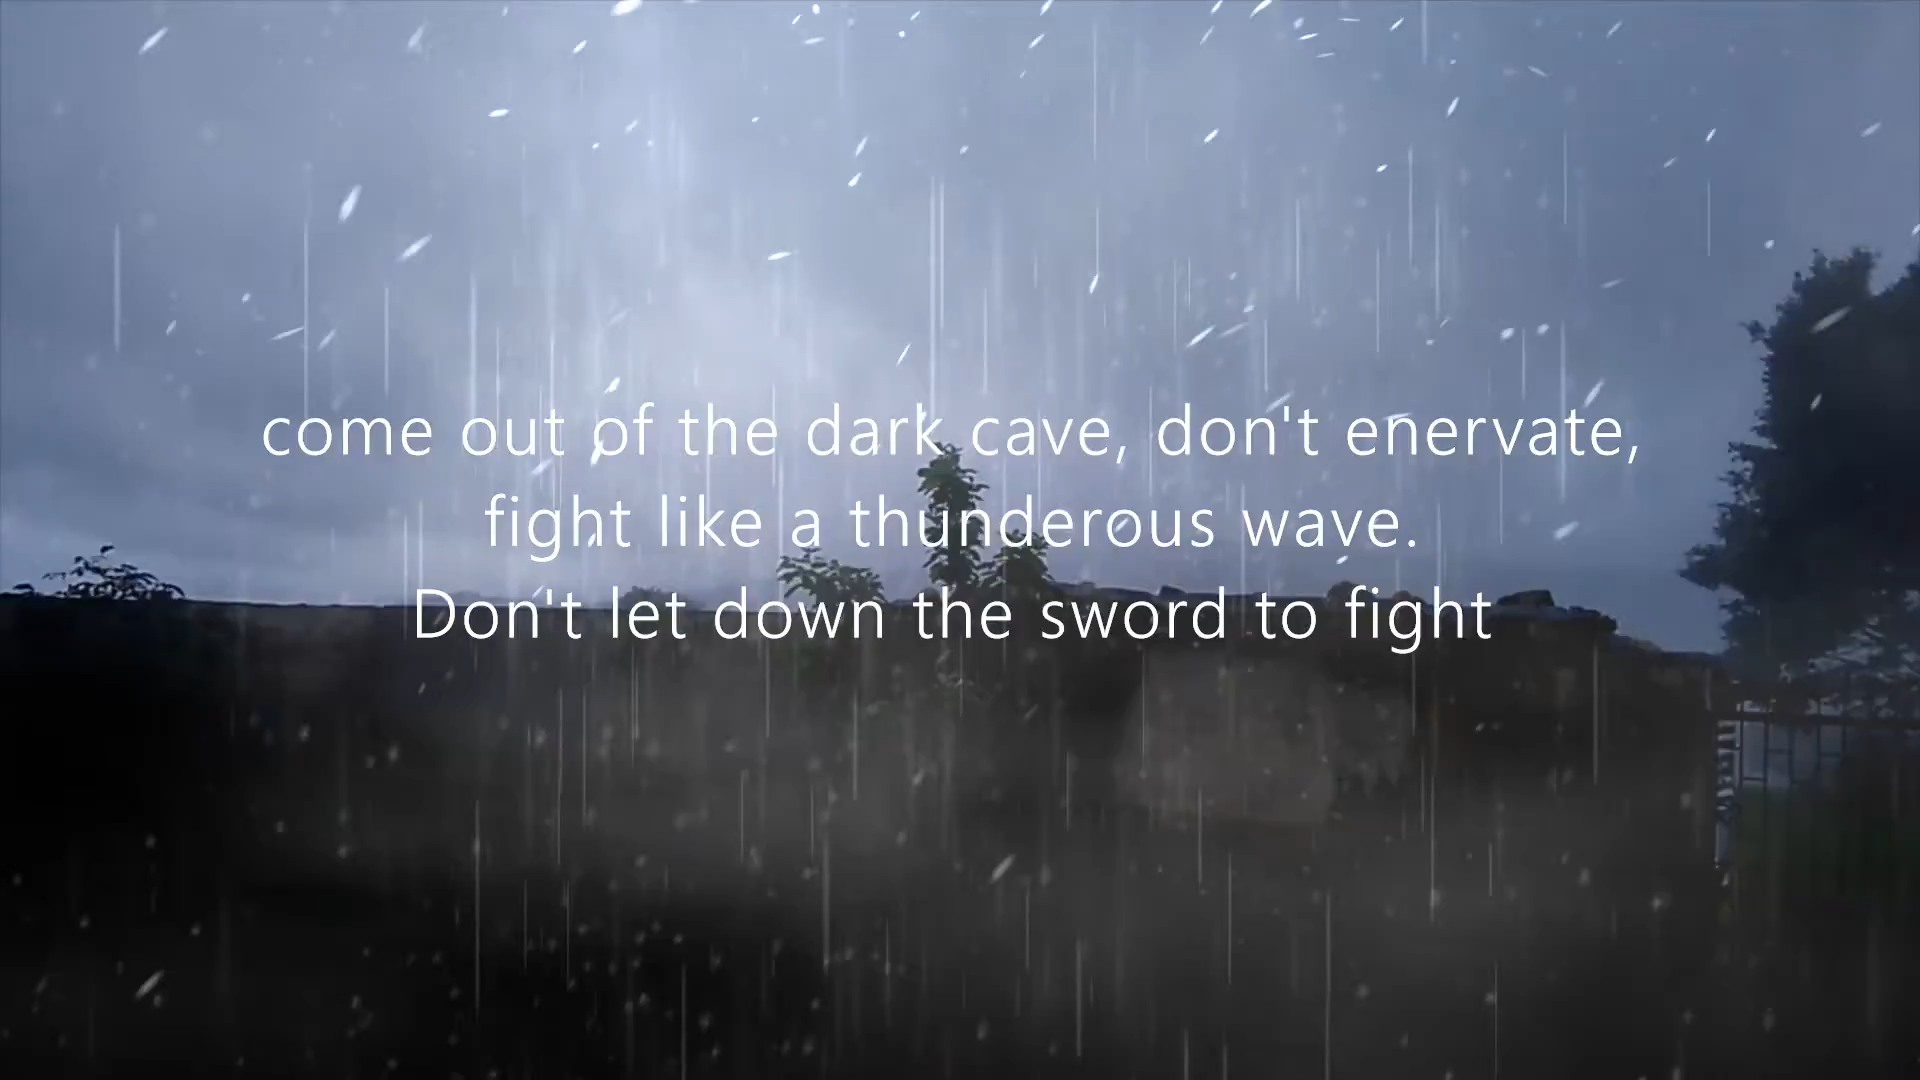 come out of the dark cave, don't enervate,
fight like a thunderous wave.
Don't let down the sword to fight